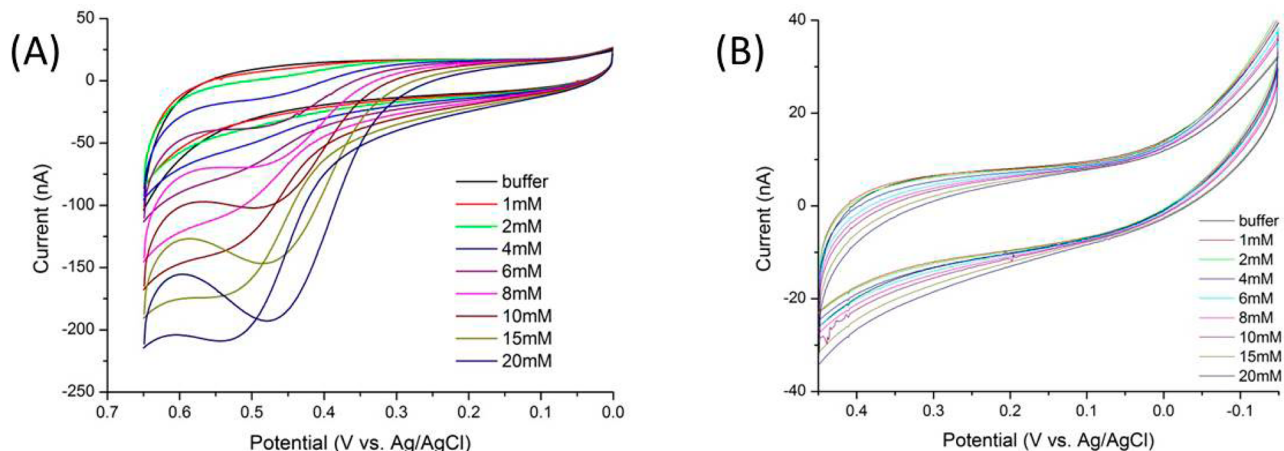 (A)
50
0
-50
-100
-150
-200
-250
Current (nA)
buffer
1mM
2mM
4mM
6mM
8mM
10mM
15mM
20mM
0.7 0.6 0.5 0.4 0.3 0.2 0.1 0.0
Potential (V vs. Ag/AgCl)
(B)
40
20
0
-20
-40
Current (nA)
buffer
1mM
2mM
4mM
6mM
8mM
10mM
15mM
20mM
0.4 0.3 0.2 0.1 0.0 -0.1
Potential (V vs. Ag/AgCl)